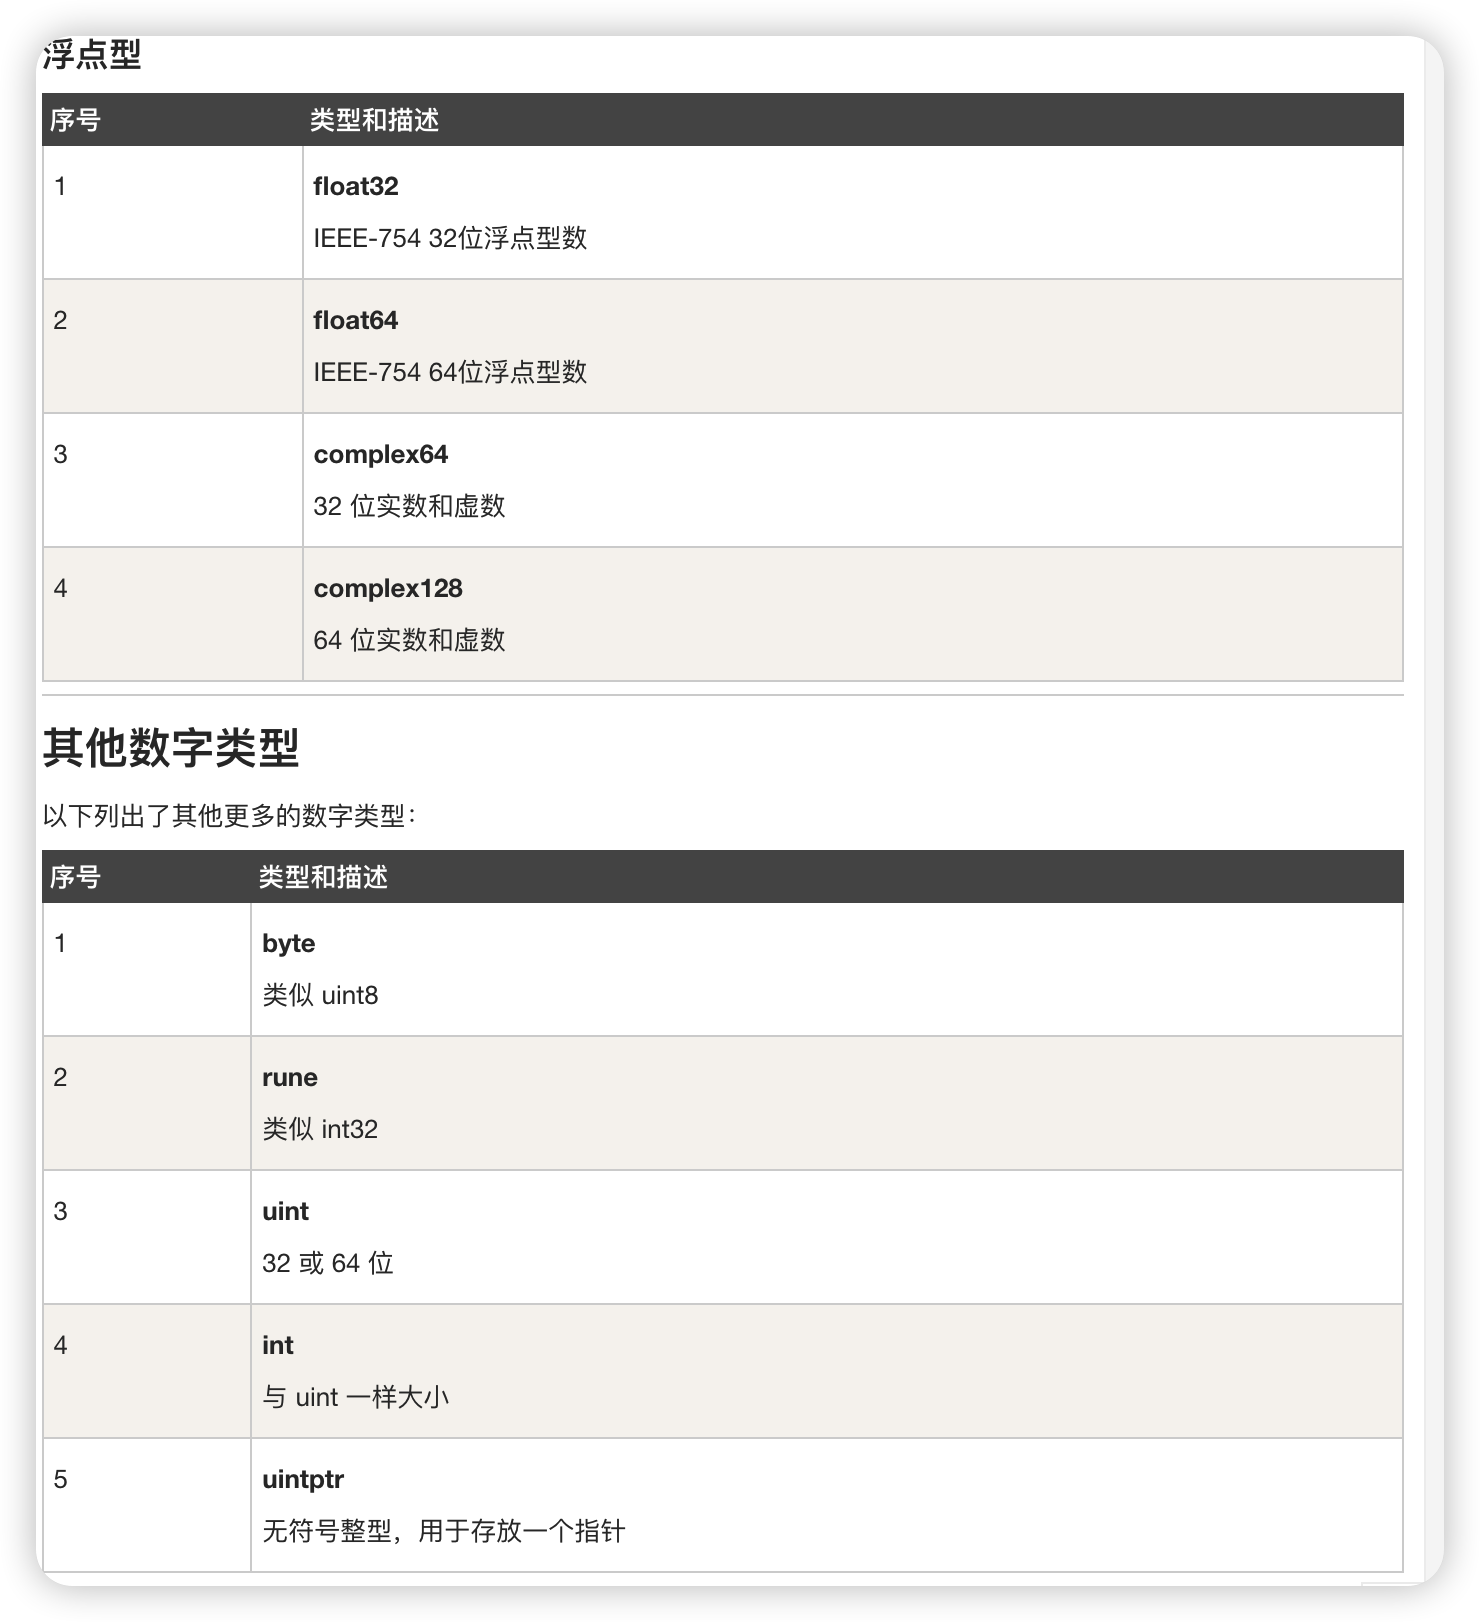 浮点型
序号 类型和描述
1 float32
IEEE-754 32位浮点型数
2 float64
IEEE-754 64位浮点型数
3 complex64
32 位实数和虚数
4 complex128
64 位实数和虚数
其他数字类型
以下列出了其他更多的数字类型：
序号 类型和描述
1 byte
类似 uint8
2 rune
类似 int32
3 uint
32 或 64 位
4 int
与 uint 一样大小
5 uintptr
无符号整型，用于存放一个指针